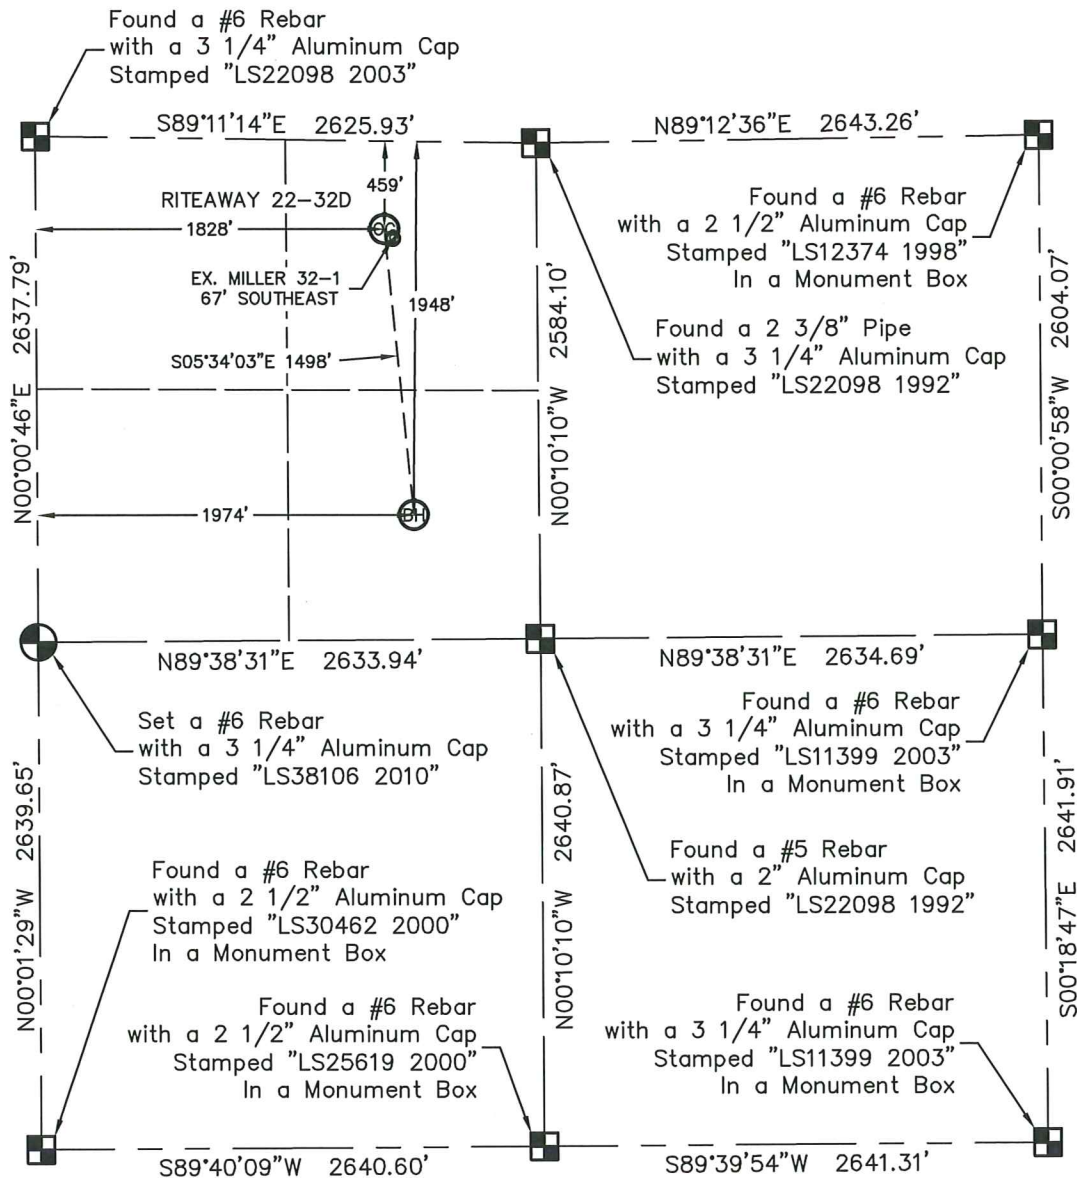 Found a #6 Rebar
with a 3 1/4" Aluminum Cap
Stamped "LS22098 2003"
S89°11'14"E 2625.93'
N89°12'36"E 2643.26'
459'
RITEAWAY 22-32D
1828'
OG
EX. MILLER 32-1
67' SOUTHEAST
1948'
S05°34'03"E 1498'
Found a #6 Rebar
with a 2 1/2" Aluminum Cap
Stamped "LS12374 1998"
In a Monument Box
Found a 2 3/8" Pipe
with a 3 1/4" Aluminum Cap
Stamped "LS22098 1992"
N00°00'46"E 2637.79'
N00°10'10"W 2584.10'
S00°00'58"W 2604.07'
1974'
BH
N89°38'31"E 2633.94'
N89°38'31"E 2634.69'
Set a #6 Rebar
with a 3 1/4" Aluminum Cap
Stamped "LS38106 2010"
Found a #6 Rebar
with a 3 1/4" Aluminum Cap
Stamped "LS11399 2003"
In a Monument Box
N00°01'29"W 2639.65'
N00°10'10"W 2640.87'
S00°18'47"E 2641.91'
Found a #5 Rebar
with a 2" Aluminum Cap
Stamped "LS22098 1992"
Found a #6 Rebar
with a 2 1/2" Aluminum Cap
Stamped "LS30462 2000"
In a Monument Box
Found a #6 Rebar
with a 2 1/2" Aluminum Cap
Stamped "LS25619 2000"
In a Monument Box
Found a #6 Rebar
with a 3 1/4" Aluminum Cap
Stamped "LS11399 2003"
In a Monument Box
S89°40'09"W 2640.60'
S89°39'54"W 2641.31'